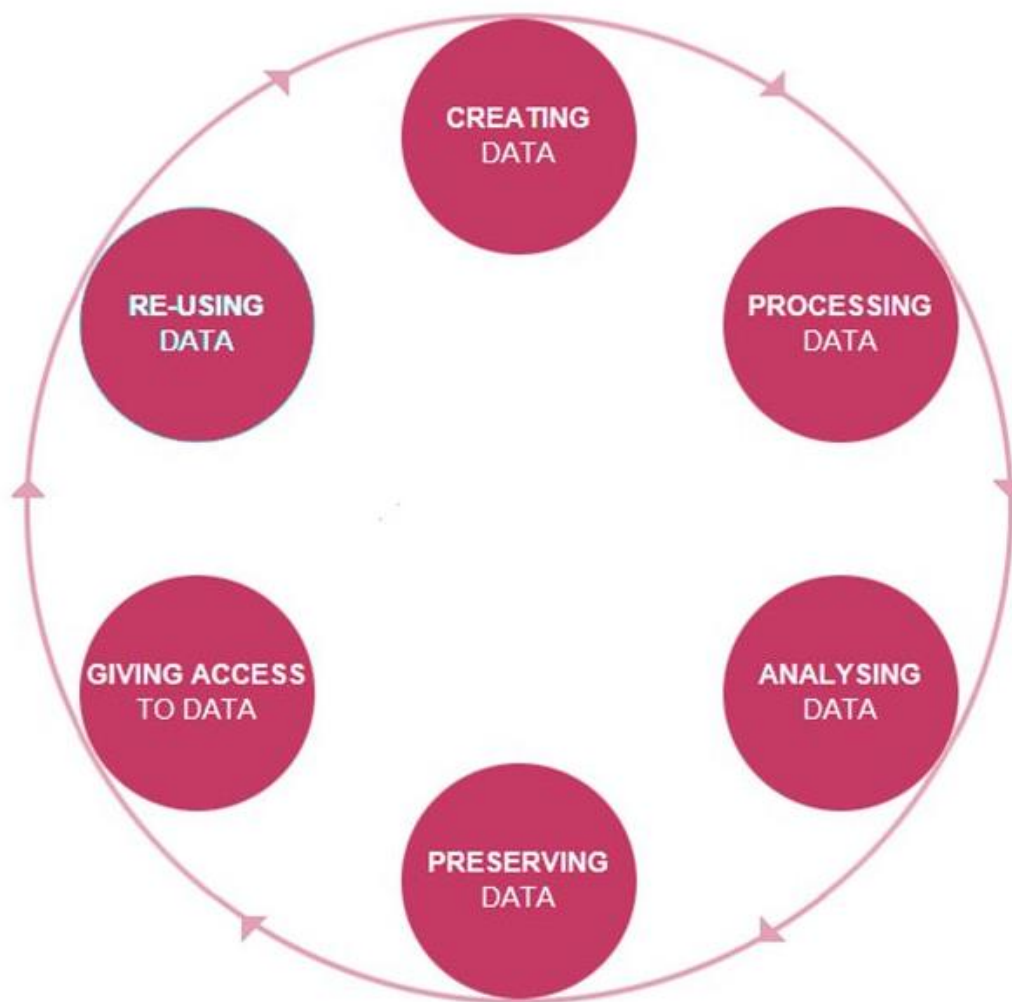 CREATING
DATA
PROCESSING
DATA
ANALYSING
DATA
PRESERVING
DATA
GIVING ACCESS
TO DATA
RE-USING
DATA